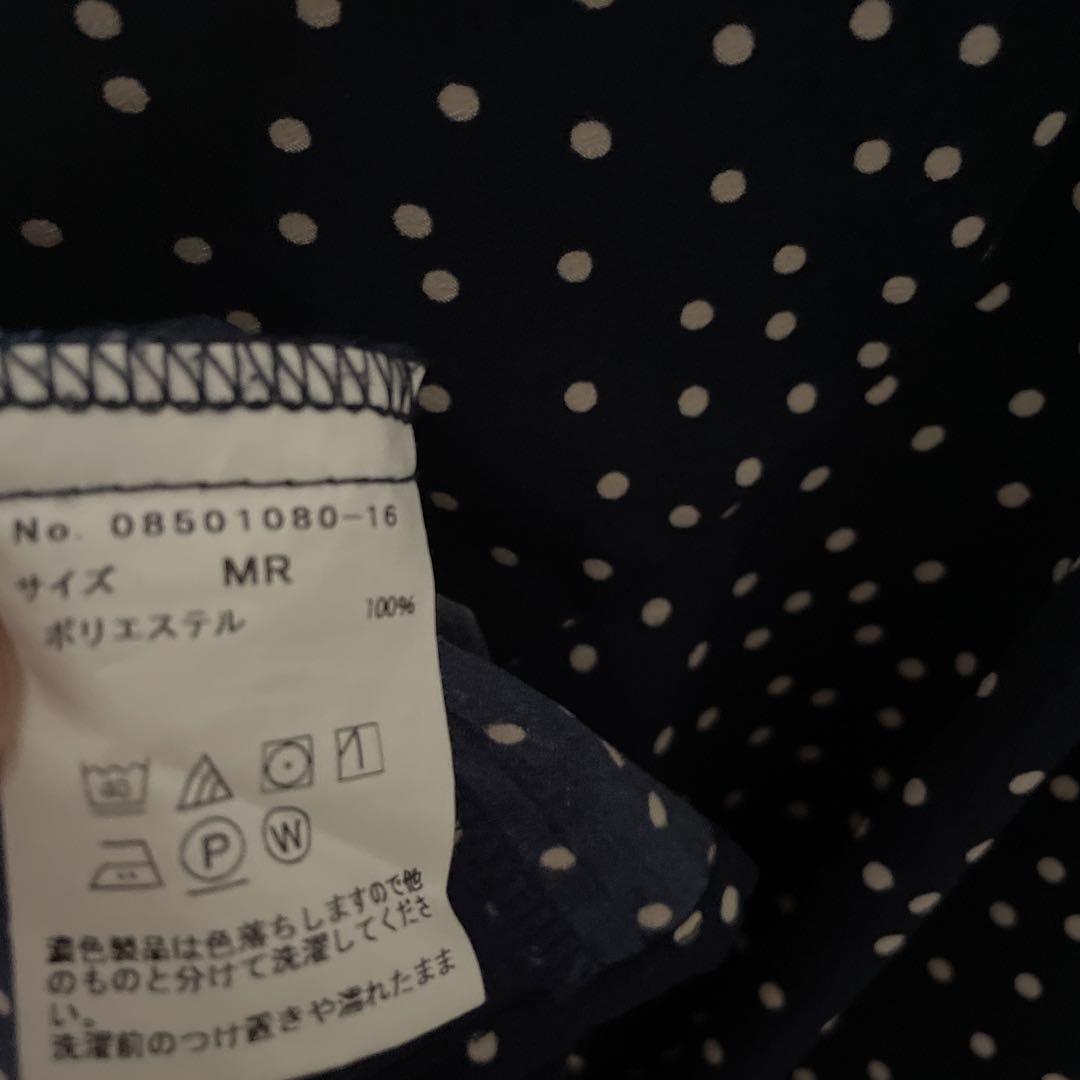 No. 08501080-16
サイズ MR
ポリエステル 100%
40
P W
濃色製品は色落ちしますので他
のものと分けて洗濯してくださ
い。
洗濯前のつけ置きや濡れたまま